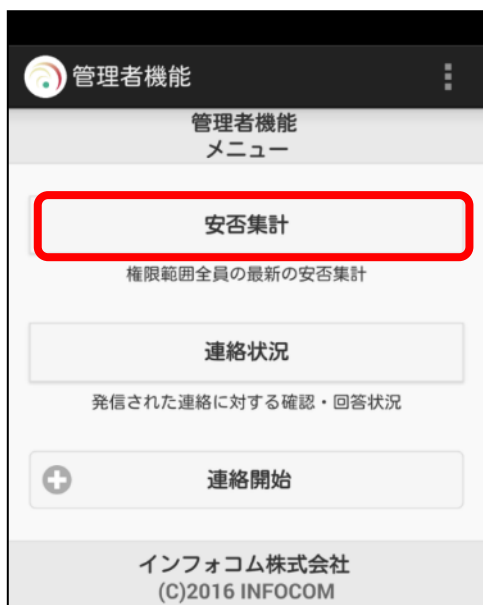 管理者機能
管理者機能
メニュー
安否集計
権限範囲全員の最新の安否集計
連絡状況
発信された連絡に対する確認・回答状況
連絡開始
インフォコム株式会社
(C)2016 INFOCOM